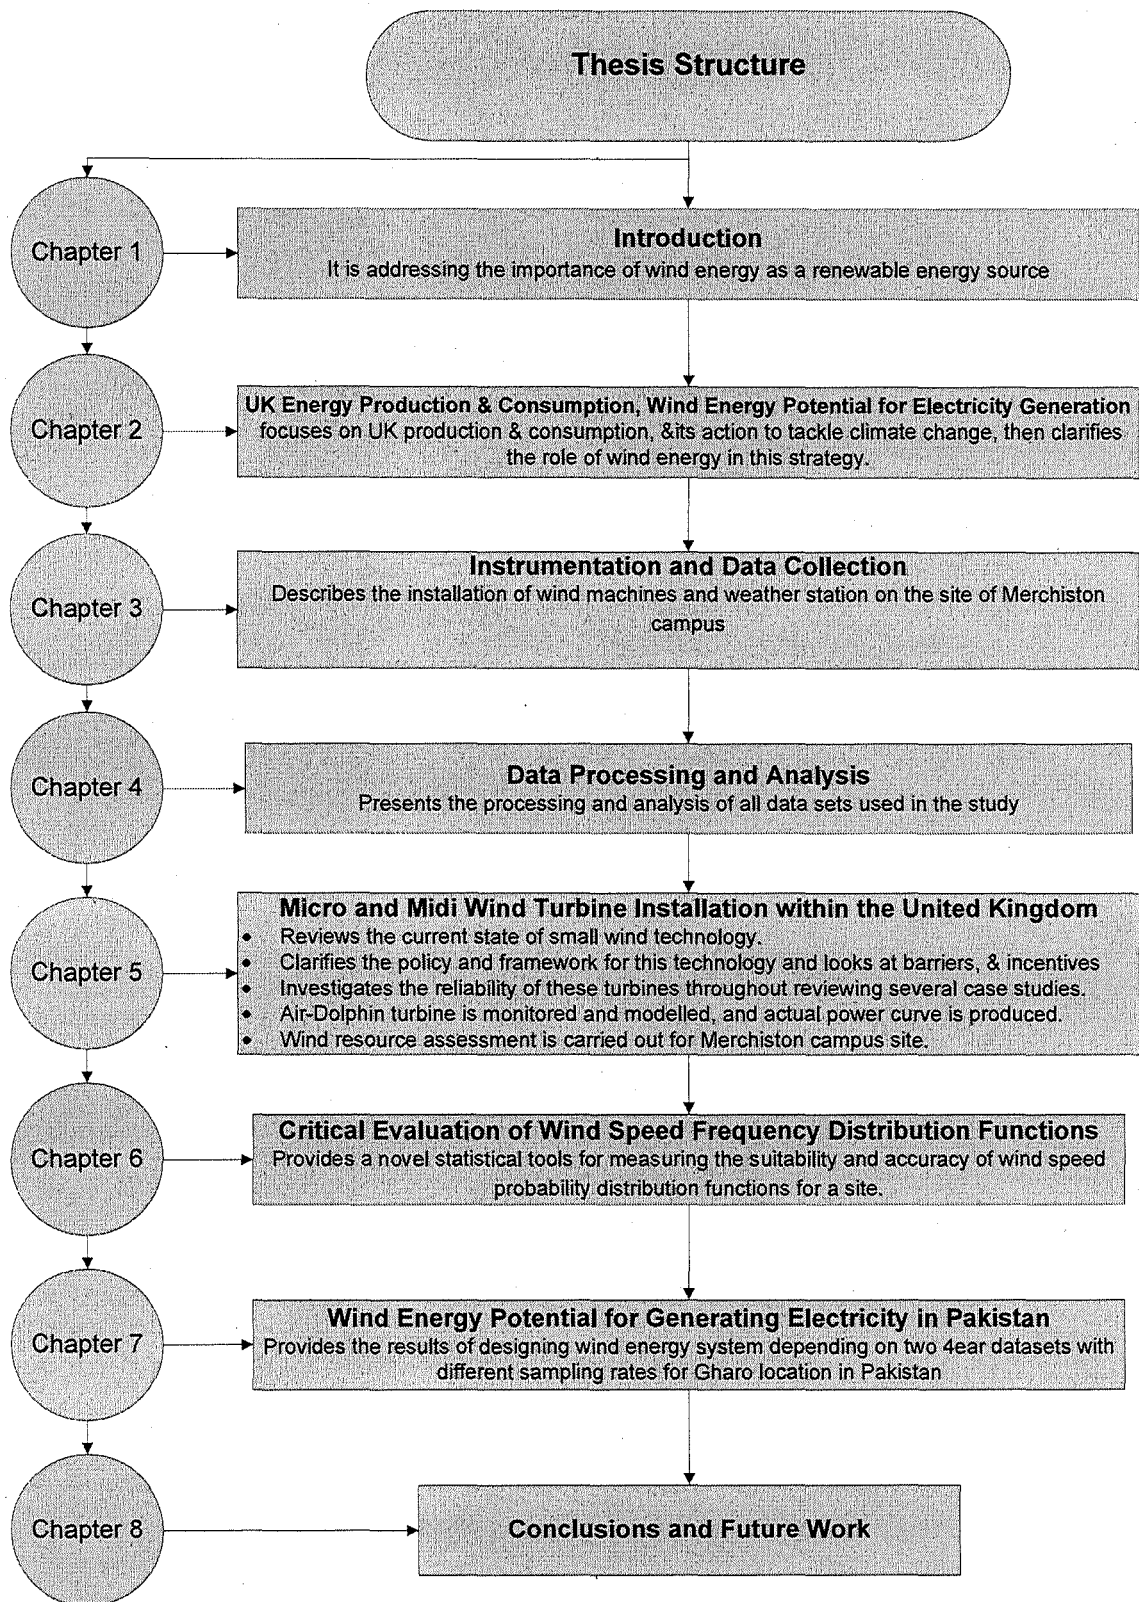 Thesis Structure
Chapter 1
Introduction
It is addressing the importance of wind energy as a renewable energy source
Chapter 2
UK Energy Production & Consumption, Wind Energy Potential for Electricity Generation
focuses on UK production & consumption, &its action to tackle climate change, then clarifies
the role of wind energy in this strategy.
Chapter 3
Instrumentation and Data Collection
Describes the installation of wind machines and weather station on the site of Merchiston
campus
Chapter 4
Data Processing and Analysis
Presents the processing and analysis of all data sets used in the study
Chapter 5
Micro and Midi Wind Turbine Installation within the United Kingdom
• Reviews the current state of small wind technology.
• Clarifies the policy and framework for this technology and looks at barriers, & incentives
• Investigates the reliability of these turbines throughout reviewing several case studies.
• Air-Dolphin turbine is monitored and modelled, and actual power curve is produced.
• Wind resource assessment is carried out for Merchiston campus site.
Chapter 6
Critical Evaluation of Wind Speed Frequency Distribution Functions
Provides a novel statistical tools for measuring the suitability and accuracy of wind speed
probability distribution functions for a site.
Chapter 7
Wind Energy Potential for Generating Electricity in Pakistan
Provides the results of designing wind energy system depending on two 4ear datasets with
different sampling rates for Gharo location in Pakistan
Chapter 8
Conclusions and Future Work